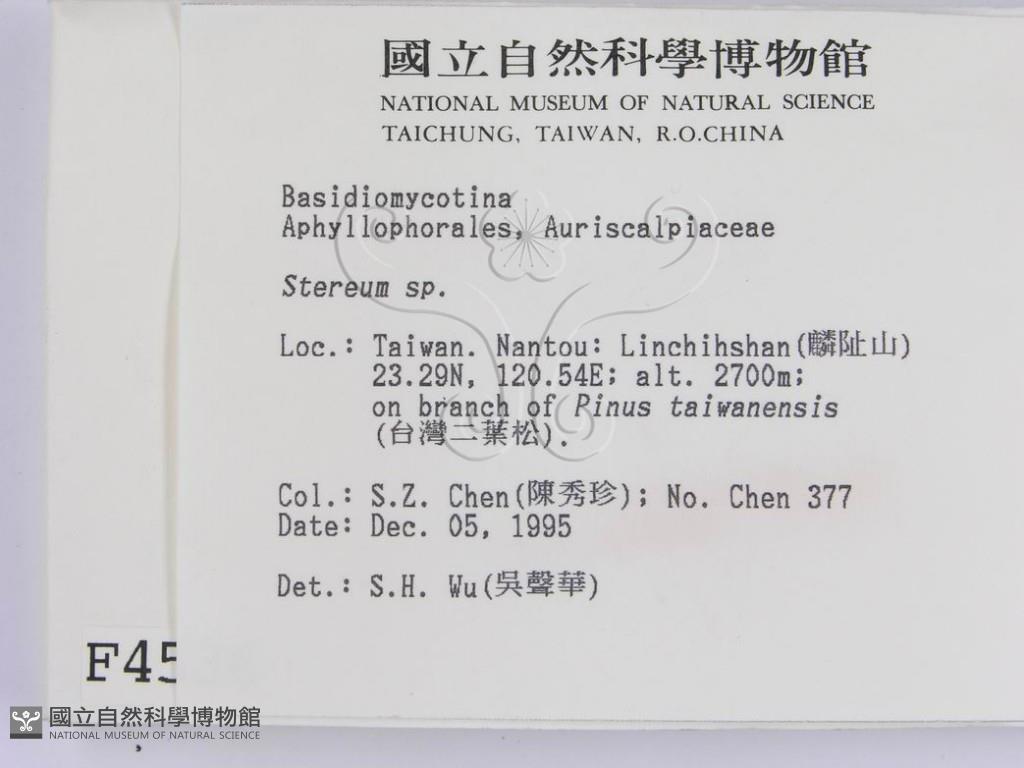 國立自然科學博物館
NATIONAL MUSEUM OF NATURAL SCIENCE
TAICHUNG, TAIWAN, R.O.CHINA
Basidiomycotina
Aphyllophorales, Auriscalpiaceae
Stereum sp.
Loc.: Taiwan. Nantou: Linchihshan(麟趾山)
23.29N, 120.54E; alt. 2700m;
on branch of Pinus taiwanensis
(台灣二葉松).
Col.: S.Z. Chen(陳秀珍); No. Chen 377
Date: Dec. 05, 1995
Det.: S.H. Wu(吳聲華)
F45
國立自然科學博物館
NATIONAL MUSEUM OF NATURAL SCIENCE